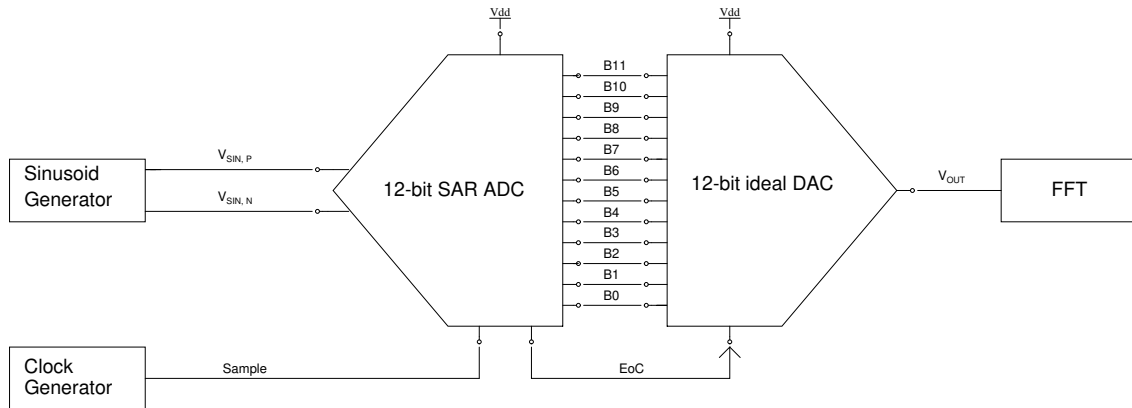 Vdd
Vdd
B11
B10
B9
B8
B7
B6
B5
B4
B3
B2
B1
B0
Sinusoid
Generator
V_SIN, P
V_SIN, N
12-bit SAR ADC
12-bit ideal DAC
V_OUT
FFT
Clock
Generator
Sample
EoC